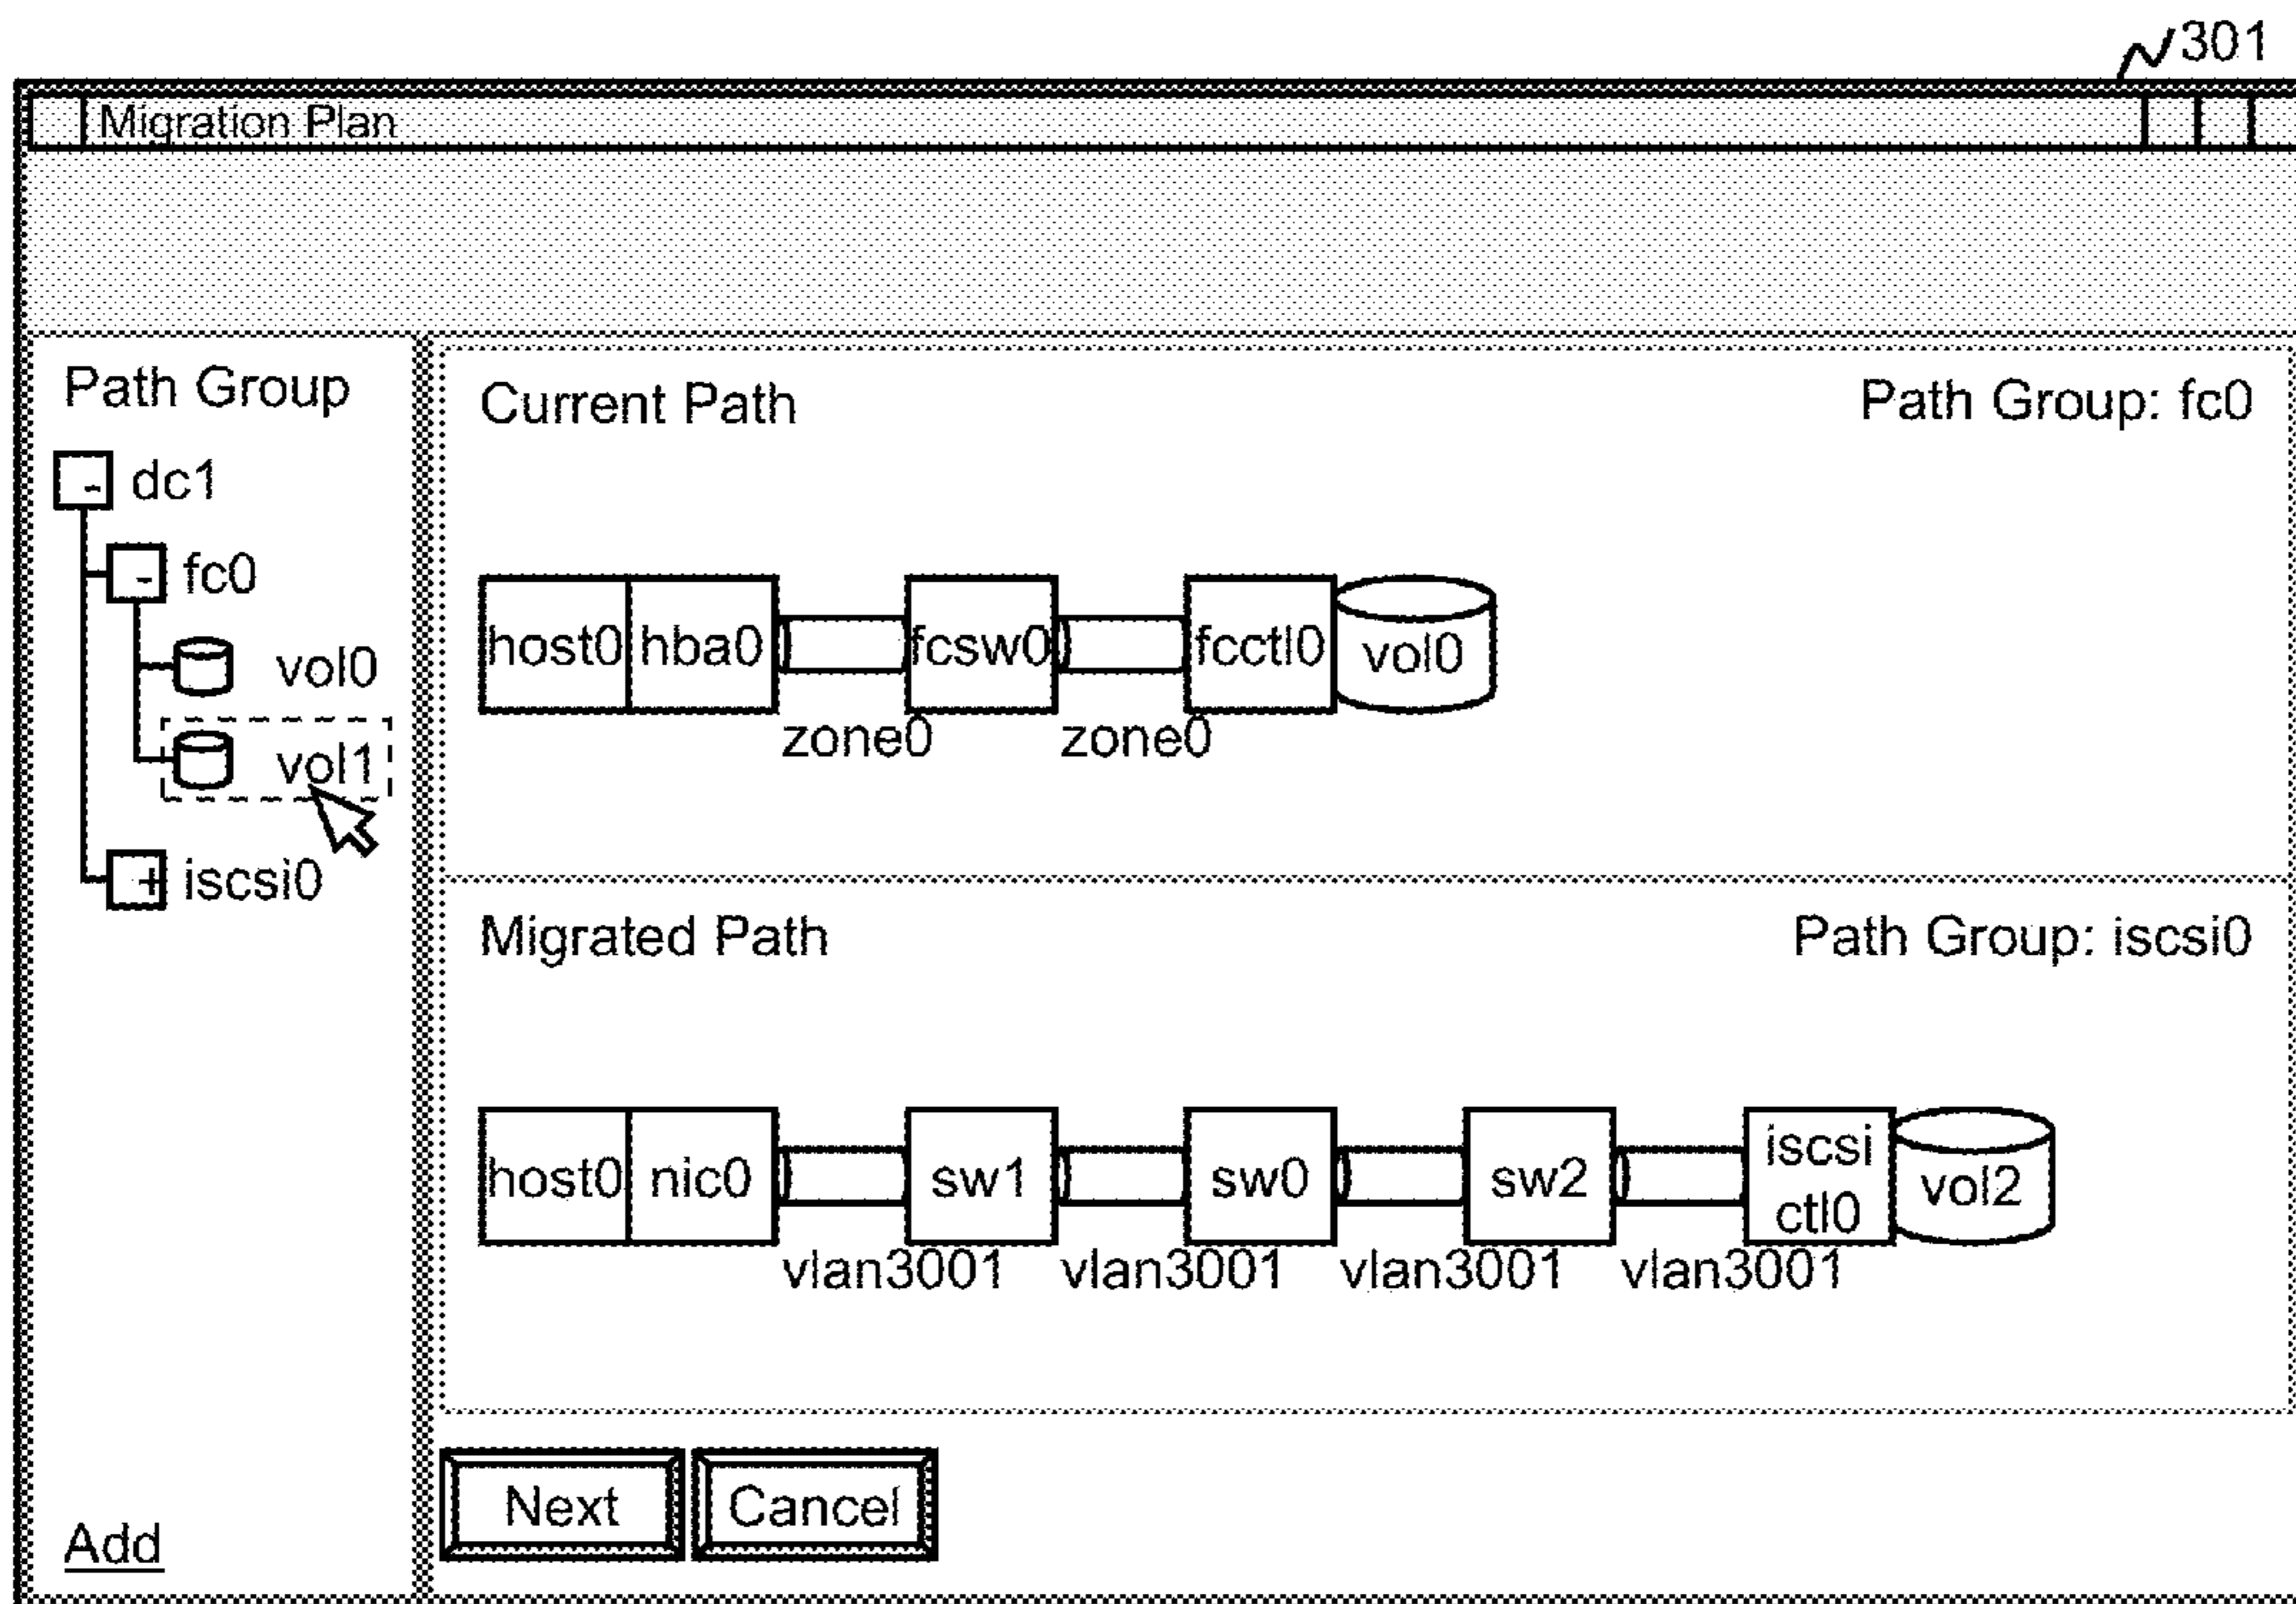 301
Migration Plan
Path Group
- dc1
- fc0
vol0
vol1
+ iscsi0
Add
Current Path
Path Group: fc0
host0 hba0 fcsw0 fcctl0 vol0
zone0 zone0
Migrated Path
Path Group: iscsi0
host0 nic0 sw1 sw0 sw2 iscsi ctl0 vol2
vlan3001 vlan3001 vlan3001 vlan3001
Next Cancel